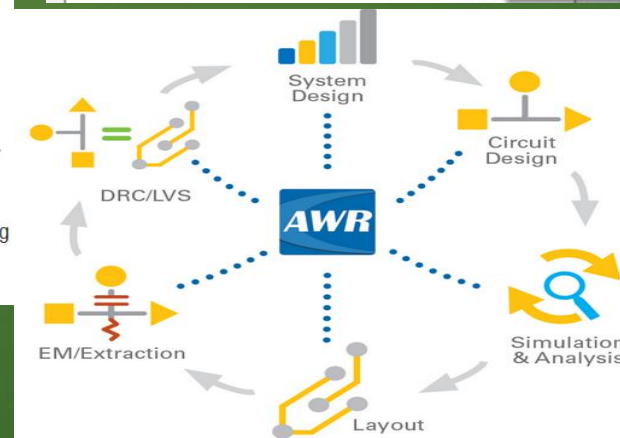 System
Design
Circuit
Design
DRC/LVS
AWR
EM/Extraction
Simulation
& Analysis
Layout